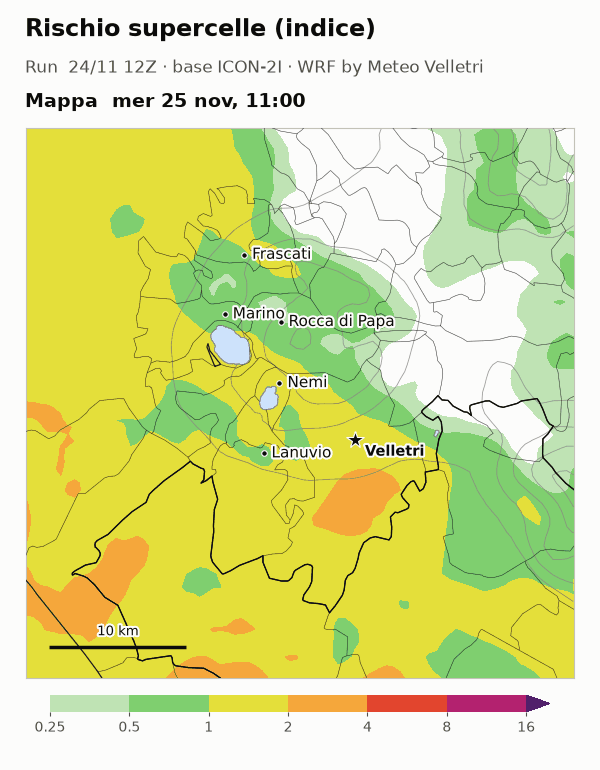 Rischio supercelle (indice)
Run  24/11 12Z · base ICON-2I · WRF by Meteo Velletri
Mappa  mer 25 nov, 11:00
Frascati
Marino
Rocca di Papa
Nemi
Velletri
Lanuvio
10 km
0.25 0.5 1 2 4 8 16